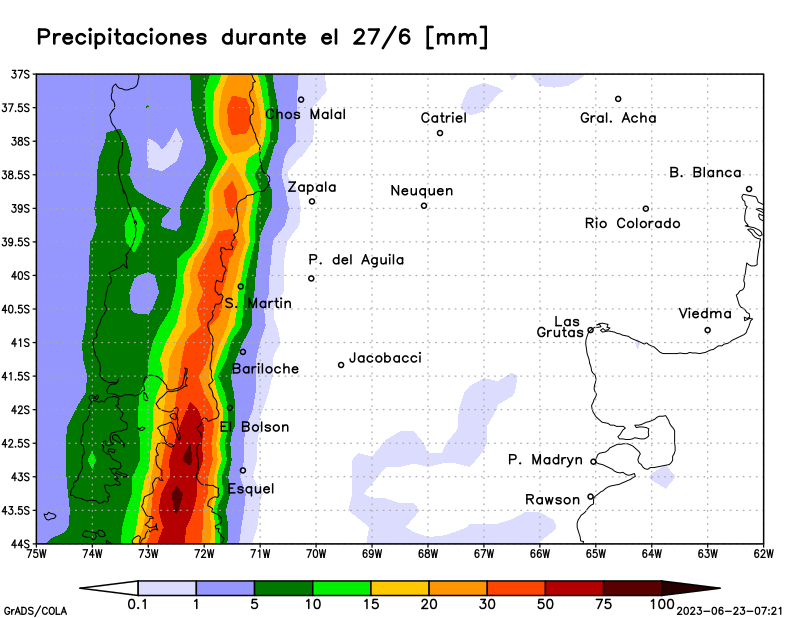 Precipitaciones durante el 27/6 [mm]
37S
37.5S
38S
38.5S
39S
39.5S
40S
40.5S
41S
41.5S
42S
42.5S
43S
43.5S
44S
Chos Malal
Catriel
Gral. Acha
B. Blanca
Zapala
Neuquen
Rio Colorado
P. del Aguila
S. Martin
Viedma
Las
Grutas
Bariloche
Jacobacci
El Bolson
Esquel
P. Madryn
Rawson
75W 74W 73W 72W 71W 70W 69W 68W 67W 66W 65W 64W 63W 62W
0.1 1 5 10 15 20 30 50 75 100
GrADS/COLA
2023-06-23-07:21